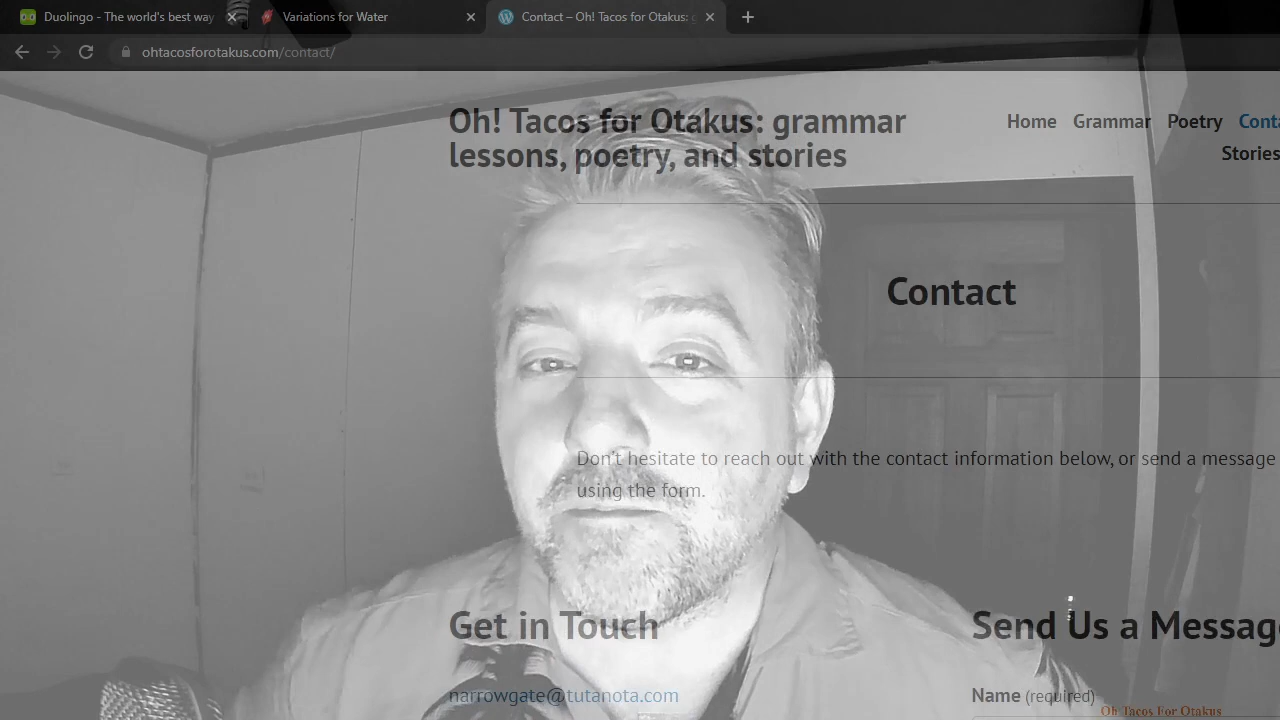 Duolingo - The world's best way
Variations for Water
Contact – Oh! Tacos for Otakus: g
ohtacosforotakus.com/contact/
Oh! Tacos for Otakus: grammar
lessons, poetry, and stories
Home Grammar Poetry Conta
Stories
Contact
Don't hesitate to reach out with the contact information below, or send a message
using the form.
Get in Touch
Send Us a Message
narrowgate@tutanota.com
Name (required)
Oh Tacos For Otakus